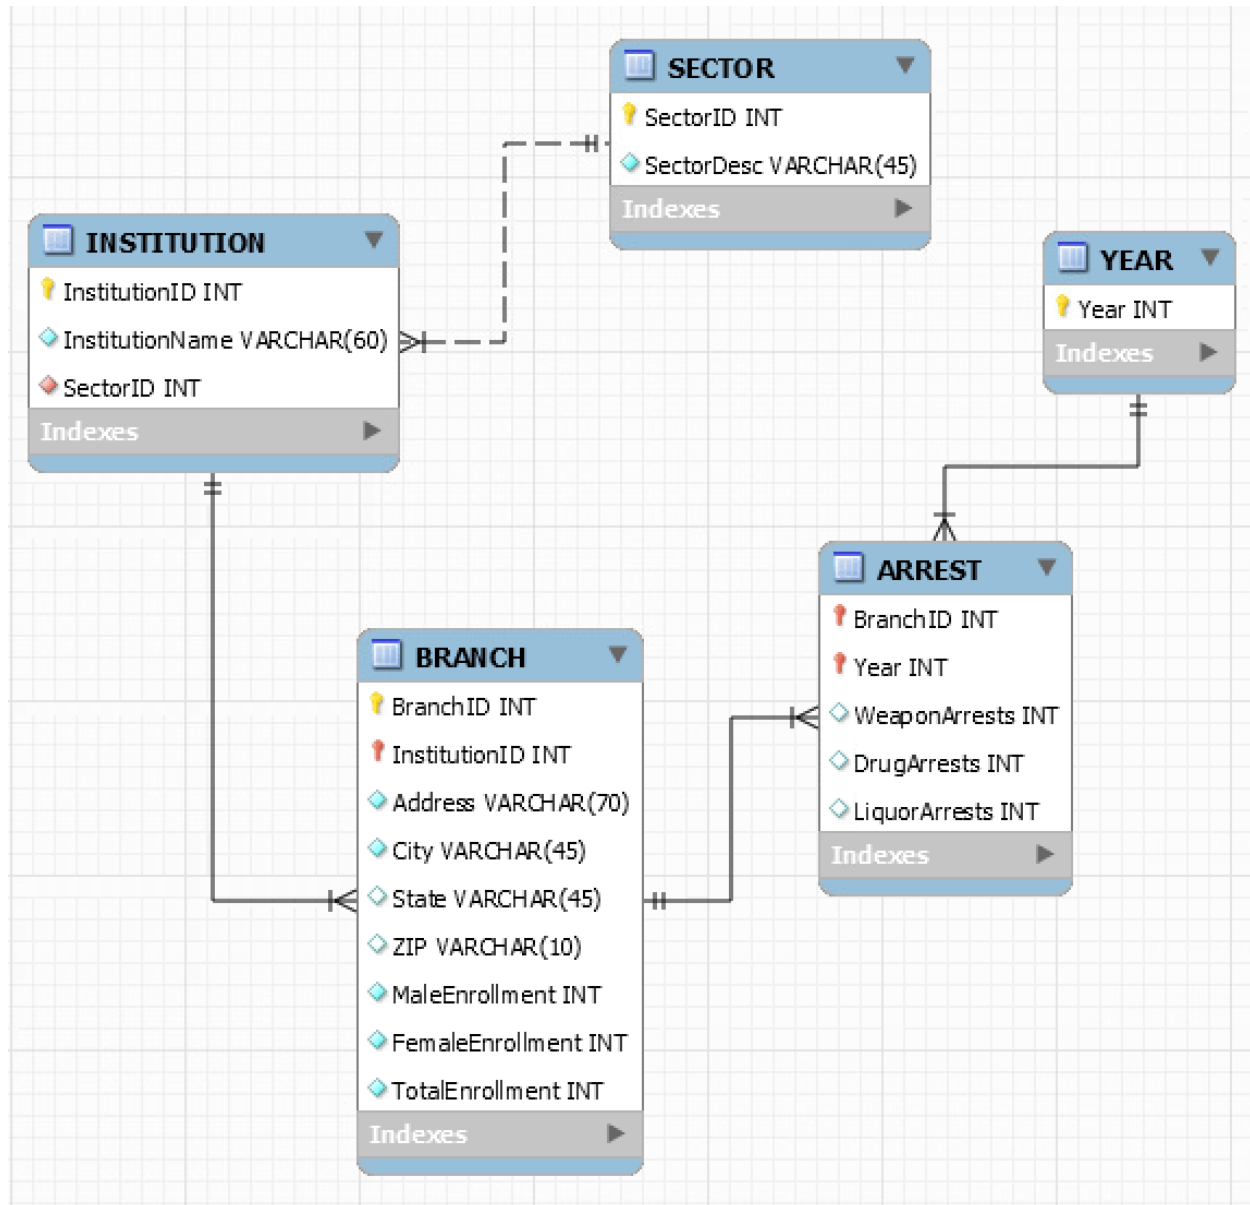 SECTOR
SectorID INT
SectorDesc VARCHAR(45)
Indexes
INSTITUTION
InstitutionID INT
InstitutionName VARCHAR(60)
SectorID INT
Indexes
YEAR
Year INT
Indexes
ARREST
BranchID INT
Year INT
WeaponArrests INT
DrugArrests INT
LiquorArrests INT
Indexes
BRANCH
BranchID INT
InstitutionID INT
Address VARCHAR(70)
City VARCHAR(45)
State VARCHAR(45)
ZIP VARCHAR(10)
MaleEnrollment INT
FemaleEnrollment INT
TotalEnrollment INT
Indexes